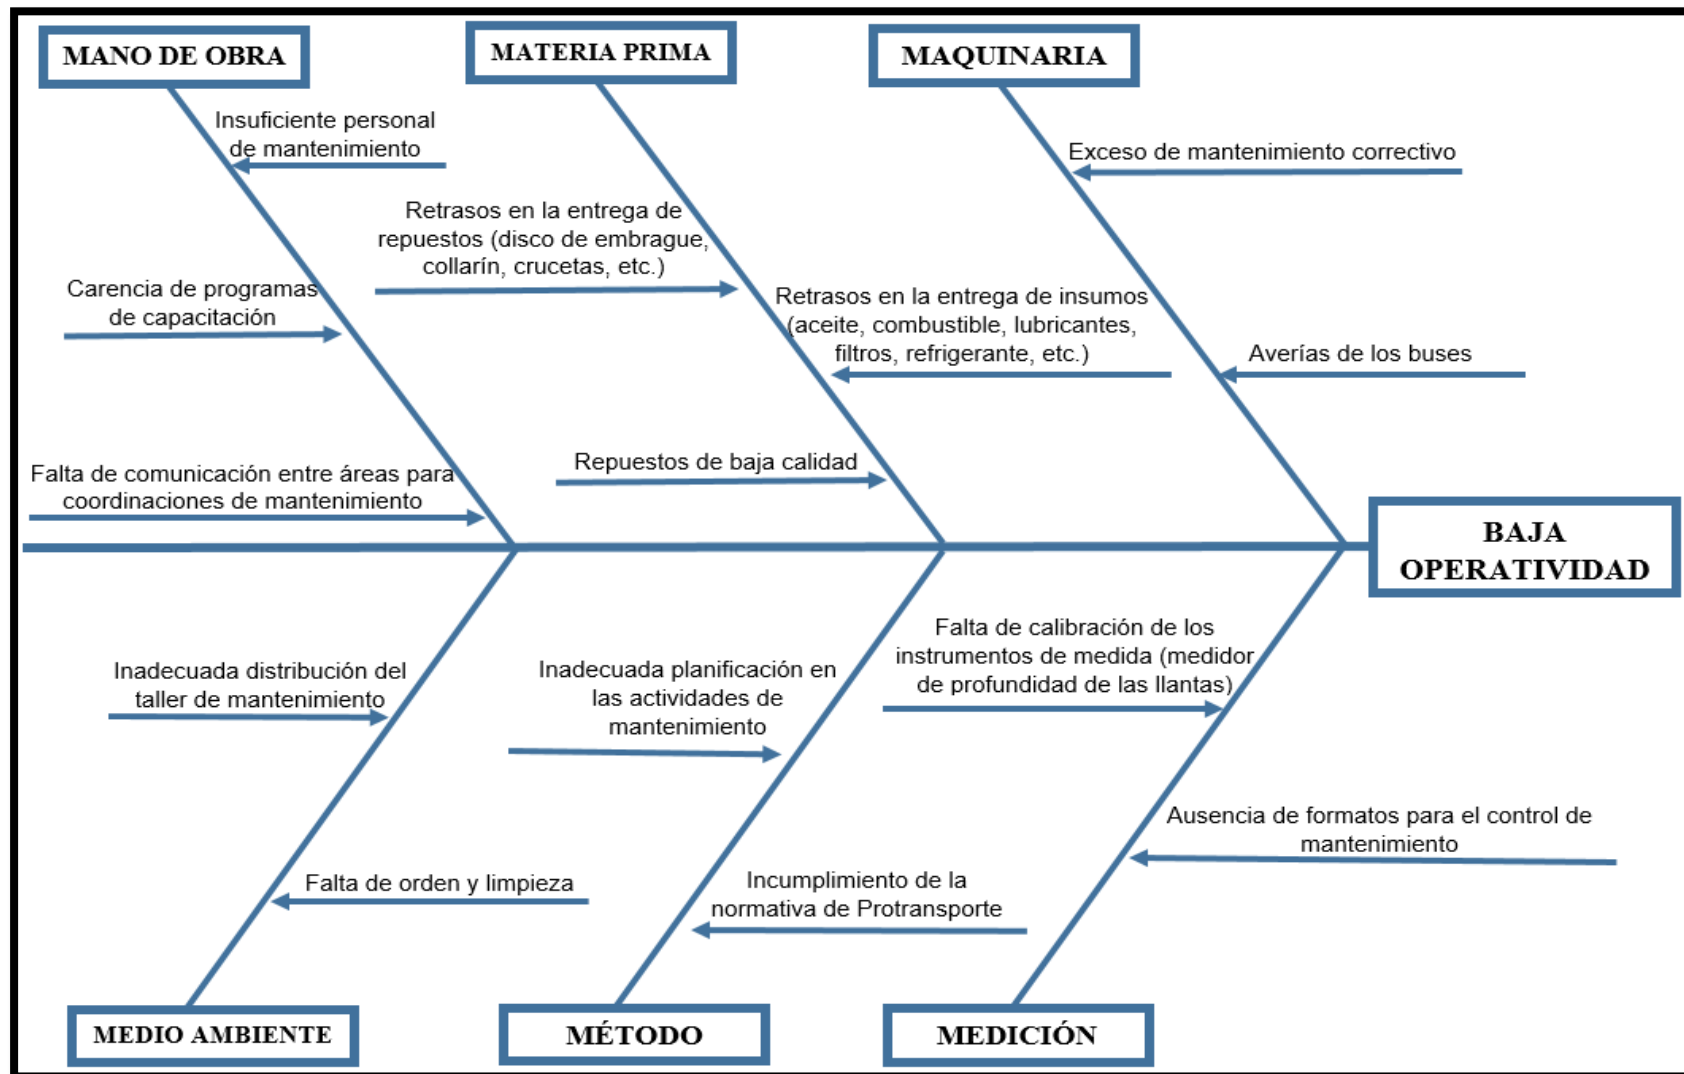 MANO DE OBRA
MATERIA PRIMA
MAQUINARIA
Insuficiente personal
de mantenimiento
Exceso de mantenimiento correctivo
Retrasos en la entrega de
repuestos (disco de embrague,
collarín, crucetas, etc.)
Carencia de programas
de capacitación
Retrasos en la entrega de insumos
(aceite, combustible, lubricantes,
filtros, refrigerante, etc.)
Averías de los buses
Falta de comunicación entre áreas para
coordinaciones de mantenimiento
Repuestos de baja calidad
BAJA
OPERATIVIDAD
Inadecuada distribución del
taller de mantenimiento
Inadecuada planificación en
las actividades de
mantenimiento
Falta de calibración de los
instrumentos de medida (medidor
de profundidad de las llantas)
Ausencia de formatos para el control de
mantenimiento
Falta de orden y limpieza
Incumplimiento de la
normativa de Protransporte
MEDIO AMBIENTE
MÉTODO
MEDICIÓN